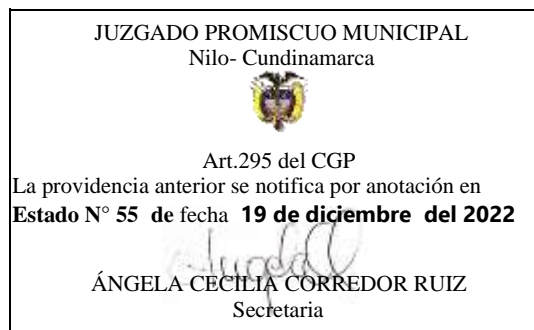 JUZGADO PROMISCUO MUNICIPAL
Nilo- Cundinamarca
Art.295 del CGP
La providencia anterior se notifica por anotación en
Estado N° 55 de fecha 19 de diciembre del 2022
ÁNGELA CECILIA CORREDOR RUIZ
Secretaria